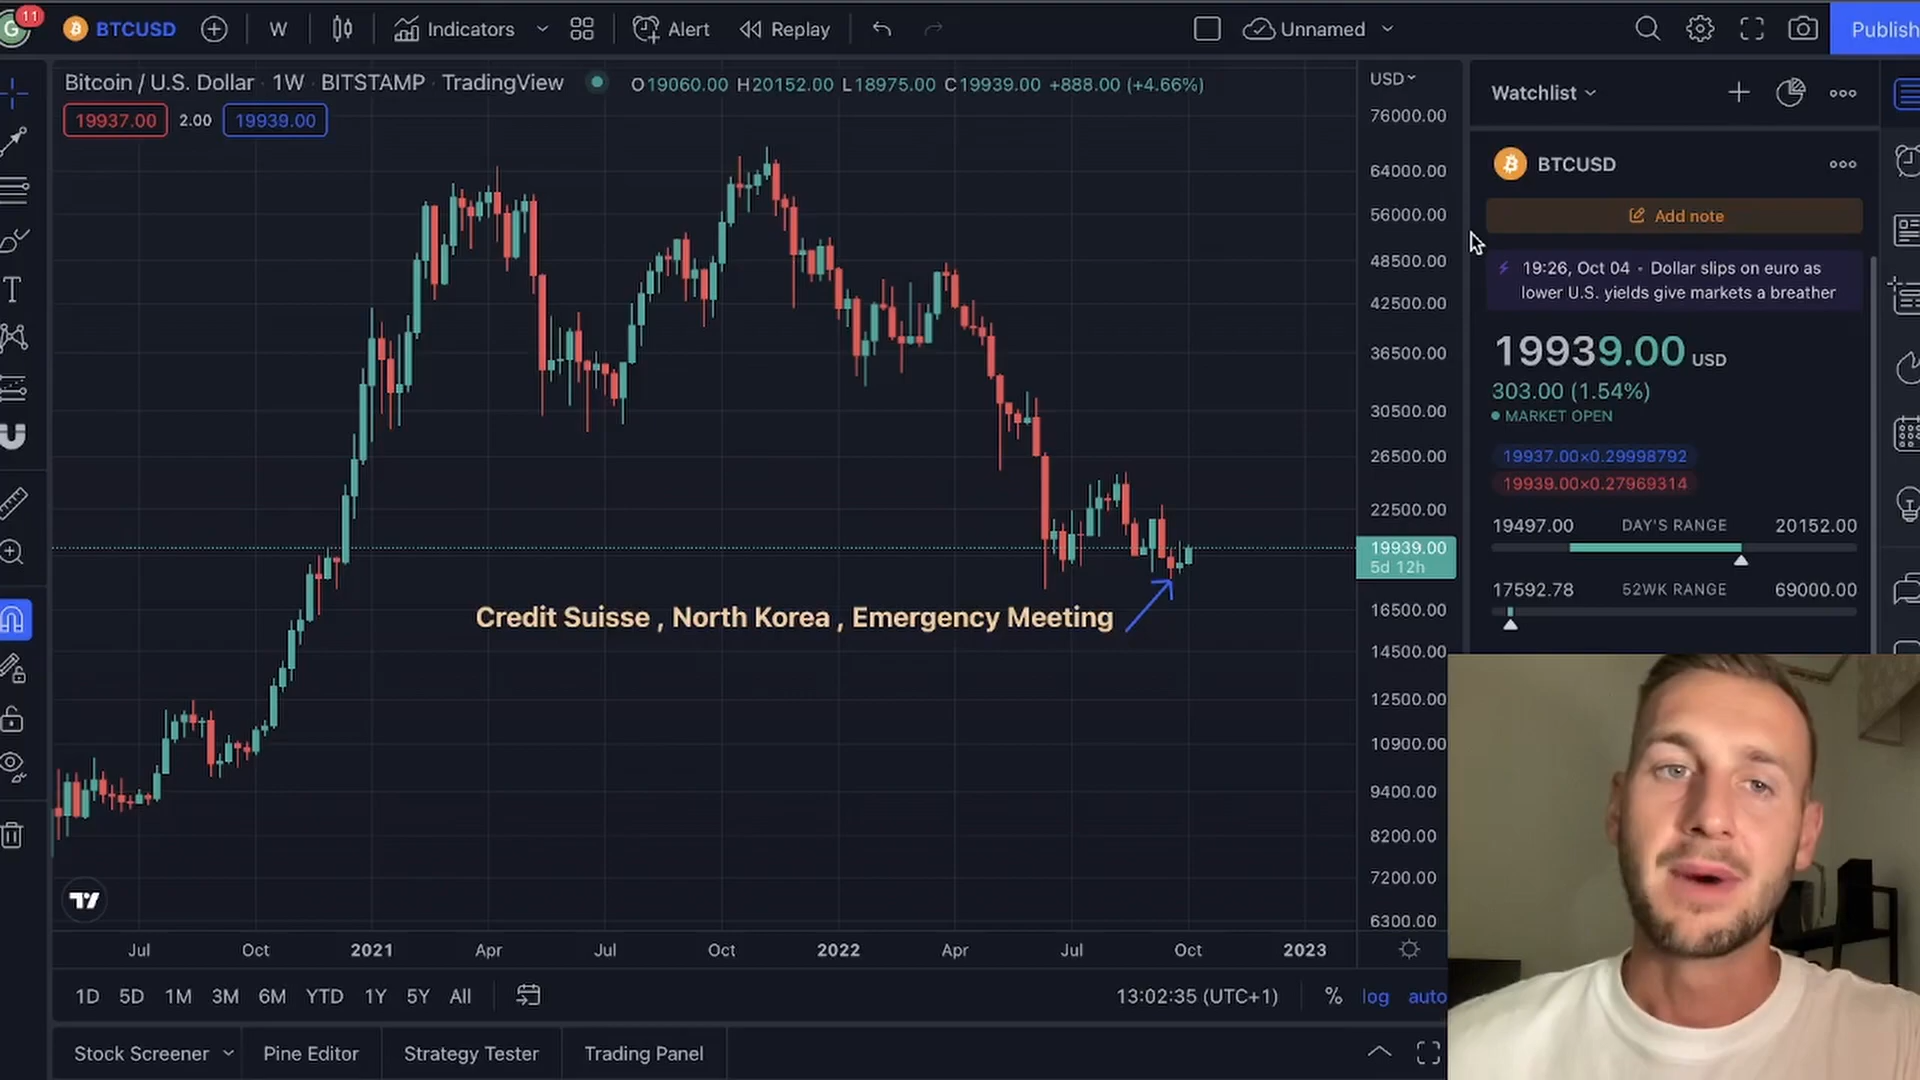 G 11 BTCUSD W Indicators Alert Replay Unnamed Publish
Bitcoin / U.S. Dollar · 1W · BITSTAMP · TradingView O19060.00 H20152.00 L18975.00 C19939.00 +888.00 (+4.66%)
19937.00 2.00 19939.00
USD
76000.00
64000.00
56000.00
48500.00
42500.00
36500.00
30500.00
26500.00
22500.00
19939.00
5d 12h
16500.00
14500.00
12500.00
10900.00
9400.00
8200.00
7200.00
6300.00
Credit Suisse , North Korea , Emergency Meeting
Jul Oct 2021 Apr Jul Oct 2022 Apr Jul Oct 2023
1D 5D 1M 3M 6M YTD 1Y 5Y All 13:02:35 (UTC+1) % log auto
Stock Screener Pine Editor Strategy Tester Trading Panel
Watchlist
BTCUSD
Add note
19:26, Oct 04 • Dollar slips on euro as
lower U.S. yields give markets a breather
19939.00 USD
303.00 (1.54%)
MARKET OPEN
19937.00×0.29998792
19939.00×0.27969314
19497.00 DAY'S RANGE 20152.00
17592.78 52WK RANGE 69000.00